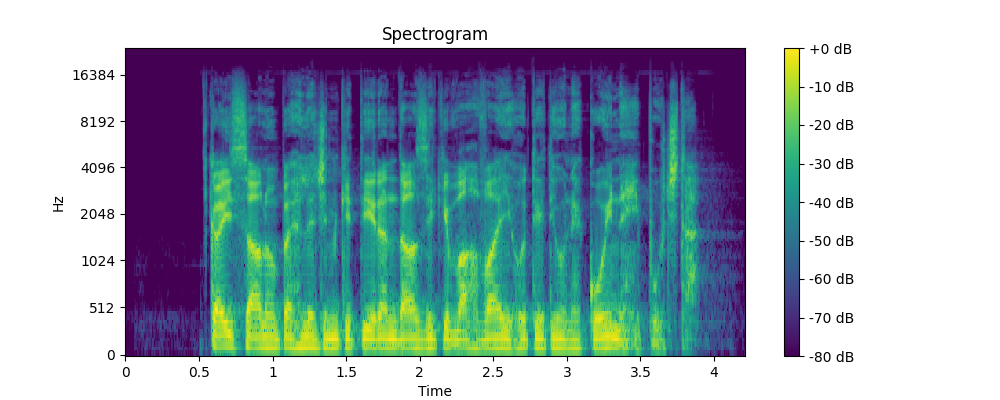 Spectrogram
+0 dB
16384
-10 dB
8192
-20 dB
4096
-30 dB
Hz
2048
-40 dB
1024
-50 dB
512
-60 dB
-70 dB
0
-80 dB
0 0.5 1 1.5 2 2.5 3 3.5 4
Time